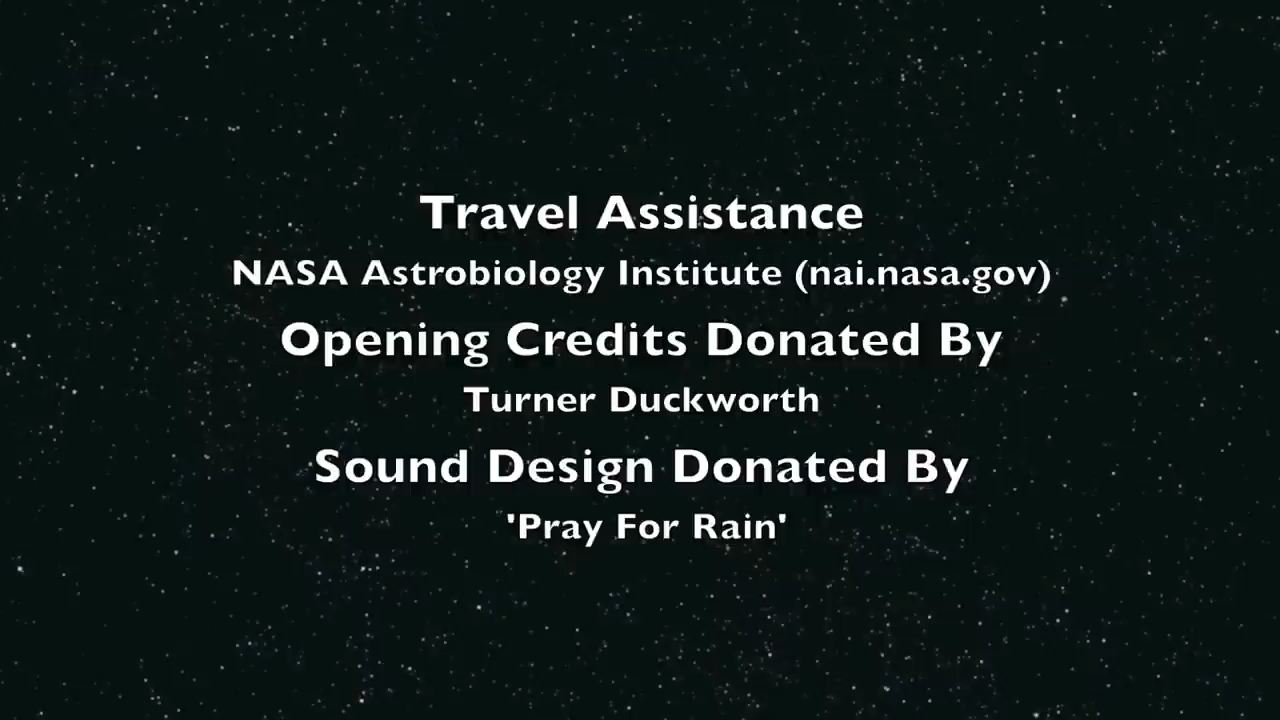 Travel Assistance
NASA Astrobiology Institute (nai.nasa.gov)
Opening Credits Donated By
Turner Duckworth
Sound Design Donated By
'Pray For Rain'